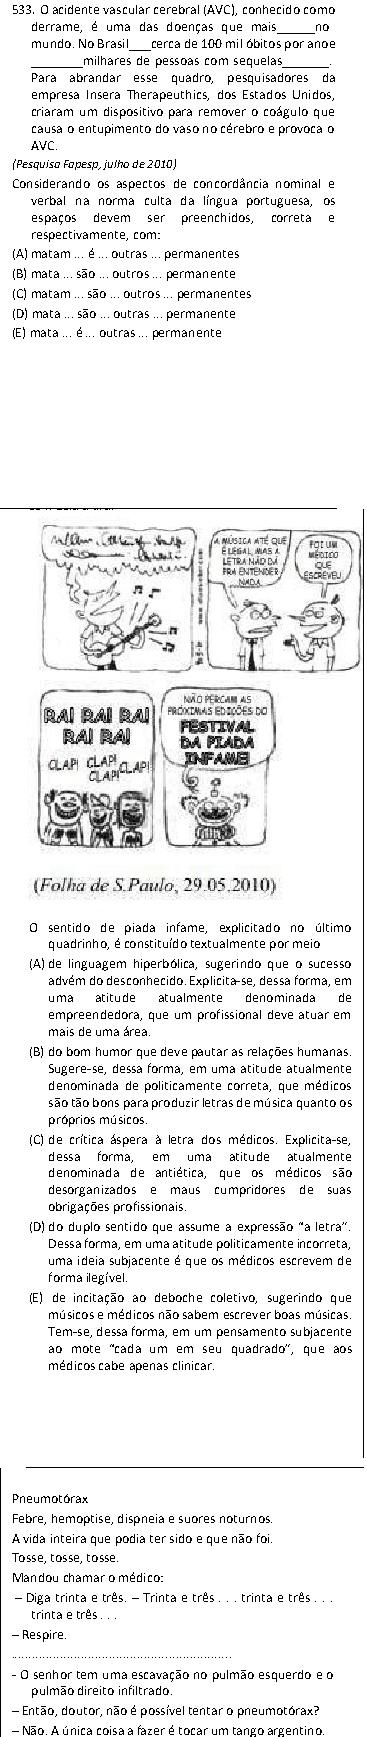 533. O acidente vascular cerebral (AVC), conhecido como
derrame, é uma das doenças que mais______no
mundo. No Brasil____cerca de 100 mil óbitos por ano e
________milhares de pessoas com sequelas_______.
Para abrandar esse quadro, pesquisadores da
empresa Insera Therapeuthics, dos Estados Unidos,
criaram um dispositivo para remover o coágulo que
causa o entupimento do vaso no cérebro e provoca o
AVC.
(Pesquisa Fapesp, julho de 2010)
Considerando os aspectos de concordância nominal e
verbal na norma culta da língua portuguesa, os
espaços devem ser preenchidos, correta e
respectivamente, com:
(A) matam ... é ... outras ... permanentes
(B) mata ... são ... outros ... permanente
(C) matam ... são ... outros ... permanentes
(D) mata ... são ... outras ... permanente
(E) mata ... é ... outras ... permanente
A MÚSICA ATÉ QUE
É LEGAL, MAS A
LETRA NÃO DÁ
PRA ENTENDER
NADA.
FOI UM
MÉDICO
QUE
ESCREVEU
RA! RA! RA!
RA! RA!
CLAP! CLAP! CLAP!
CLAP!
NÃO PERCAM AS
PRÓXIMAS EDIÇÕES DO
FESTIVAL
DA PIADA
INFAME!
(Folha de S.Paulo, 29.05.2010)
O sentido de piada infame, explicitado no último
quadrinho, é constituído textualmente por meio
(A) de linguagem hiperbólica, sugerindo que o sucesso
advém do desconhecido. Explicita-se, dessa forma, em
uma atitude atualmente denominada de
empreendedora, que um profissional deve atuar em
mais de uma área.
(B) do bom humor que deve pautar as relações humanas.
Sugere-se, dessa forma, em uma atitude atualmente
denominada de politicamente correta, que médicos
são tão bons para produzir letras de música quanto os
próprios músicos.
(C) de crítica áspera à letra dos médicos. Explicita-se,
dessa forma, em uma atitude atualmente
denominada de antiética, que os médicos são
desorganizados e maus cumpridores de suas
obrigações profissionais.
(D) do duplo sentido que assume a expressão “a letra”.
Dessa forma, em uma atitude politicamente incorreta,
uma ideia subjacente é que os médicos escrevem de
forma ilegível.
(E) de incitação ao deboche coletivo, sugerindo que
músicos e médicos não sabem escrever boas músicas.
Tem-se, dessa forma, em um pensamento subjacente
ao mote “cada um em seu quadrado”, que aos
médicos cabe apenas clinicar.
Pneumotórax
Febre, hemoptise, dispneia e suores noturnos.
A vida inteira que podia ter sido e que não foi.
Tosse, tosse, tosse.
Mandou chamar o médico:
– Diga trinta e três. – Trinta e três . . . trinta e três . . .
trinta e três . . .
– Respire.
......................................................................
- O senhor tem uma escavação no pulmão esquerdo e o
pulmão direito infiltrado.
– Então, doutor, não é possível tentar o pneumotórax?
– Não. A única coisa a fazer é tocar um tango argentino.